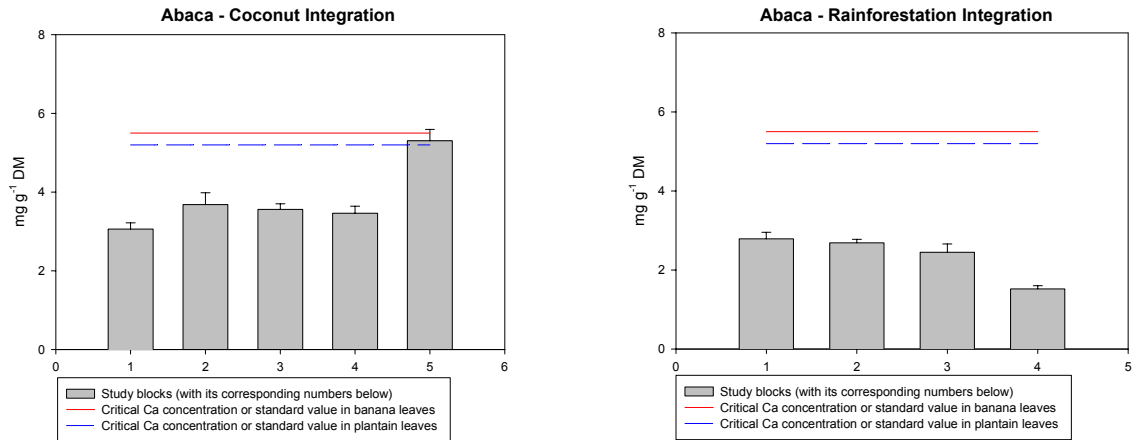 Abaca - Coconut Integration
mg g-1 DM
8
6
4
2
0
0 1 2 3 4 5 6
Study blocks (with its corresponding numbers below)
Critical Ca concentration or standard value in banana leaves
Critical Ca concentration or standard value in plantain leaves
Abaca - Rainforestation Integration
mg g-1 DM
8
6
4
2
0
0 1 2 3 4 5
Study blocks (with its corresponding numbers below)
Critical Ca concentration or standard value in banana leaves
Critical Ca concentration or standard value in plantain leaves